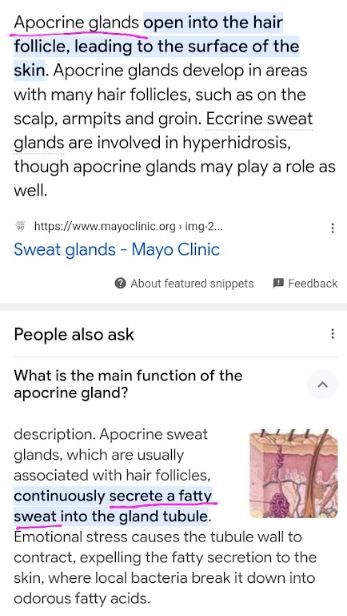 Apocrine glands open into the hair
follicle, leading to the surface of the
skin. Apocrine glands develop in areas
with many hair follicles, such as on the
scalp, armpits and groin. Eccrine sweat
glands are involved in hyperhidrosis,
though apocrine glands may play a role as
well.
https://www.mayoclinic.org › img-2...
Sweat glands - Mayo Clinic
About featured snippets Feedback
People also ask
What is the main function of the
apocrine gland?
description. Apocrine sweat
glands, which are usually
associated with hair follicles,
continuously secrete a fatty
sweat into the gland tubule.
Emotional stress causes the tubule wall to
contract, expelling the fatty secretion to the
skin, where local bacteria break it down into
odorous fatty acids.